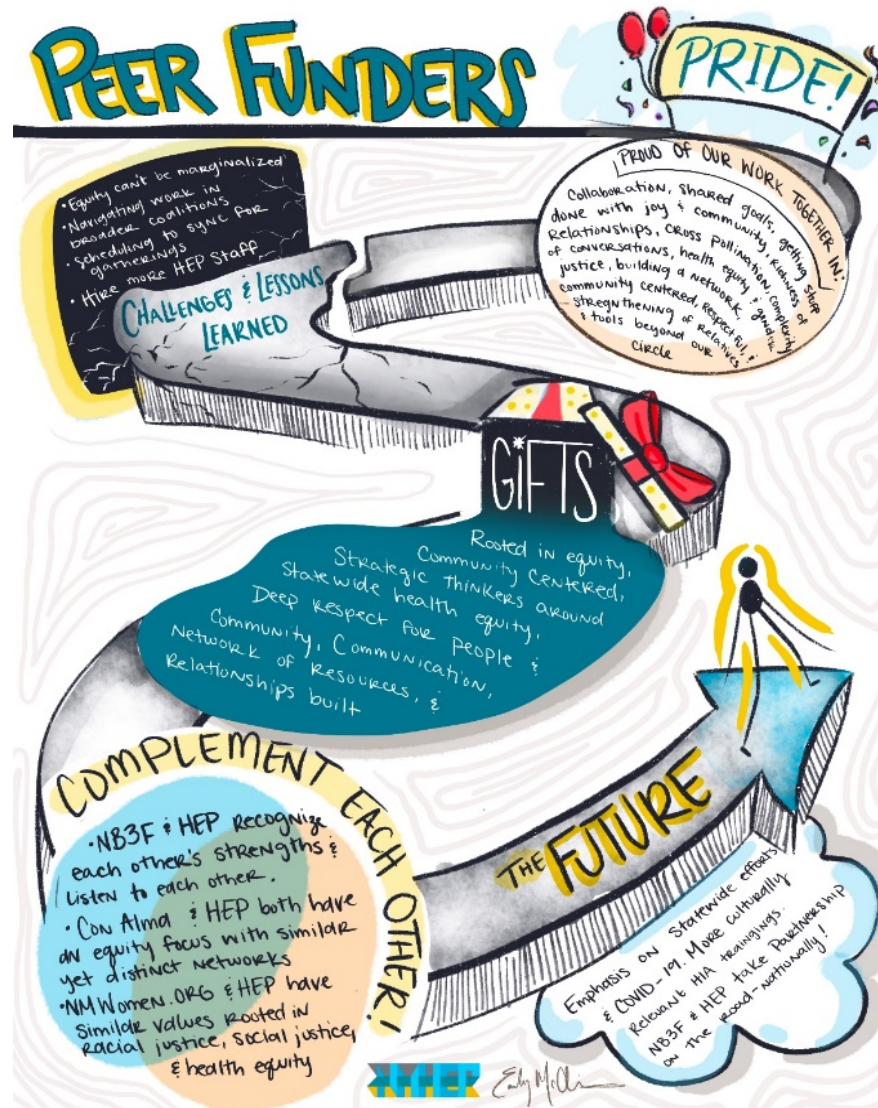 PEER FUNDERS
PRIDE!
PROUD OF OUR WORK TOGETHER IN:
Collaboration, shared goals, getting stuff
done with joy & community, Richness of
Relationships, cross pollination, complexity
of conversations, health equity & gender
justice, building a network,
community centered, respectful, &
stregnthening of Relatives
& tools beyond our
circle
• Equity can't be marginalized
• Navigating work in
broader coalitions
• Scheduling to sync for
gatherings
• Hire more HEP Staff
CHALLENGES & LESSONS
LEARNED
GIFTS
Rooted in equity,
Community Centered,
Strategic Thinkers around
Statewide health equity,
Deep respect for people &
Community, Communication,
Network of Resources, &
Relationships built
COMPLEMENT EACH OTHER!
• NB3F & HEP recognize
each other's strengths &
Listen to each other.
• Con Alma & HEP both have
an equity focus with similar
yet distinct networks
• NMWomen.ORG & HEP have
similar values rooted in
Racial justice, social justice,
& health equity
THE FUTURE
Emphasis on Statewide efforts
& COVID-19. More culturally
Relevant HIA traingings.
NB3F & HEP take Partnership
on the road-nationally!